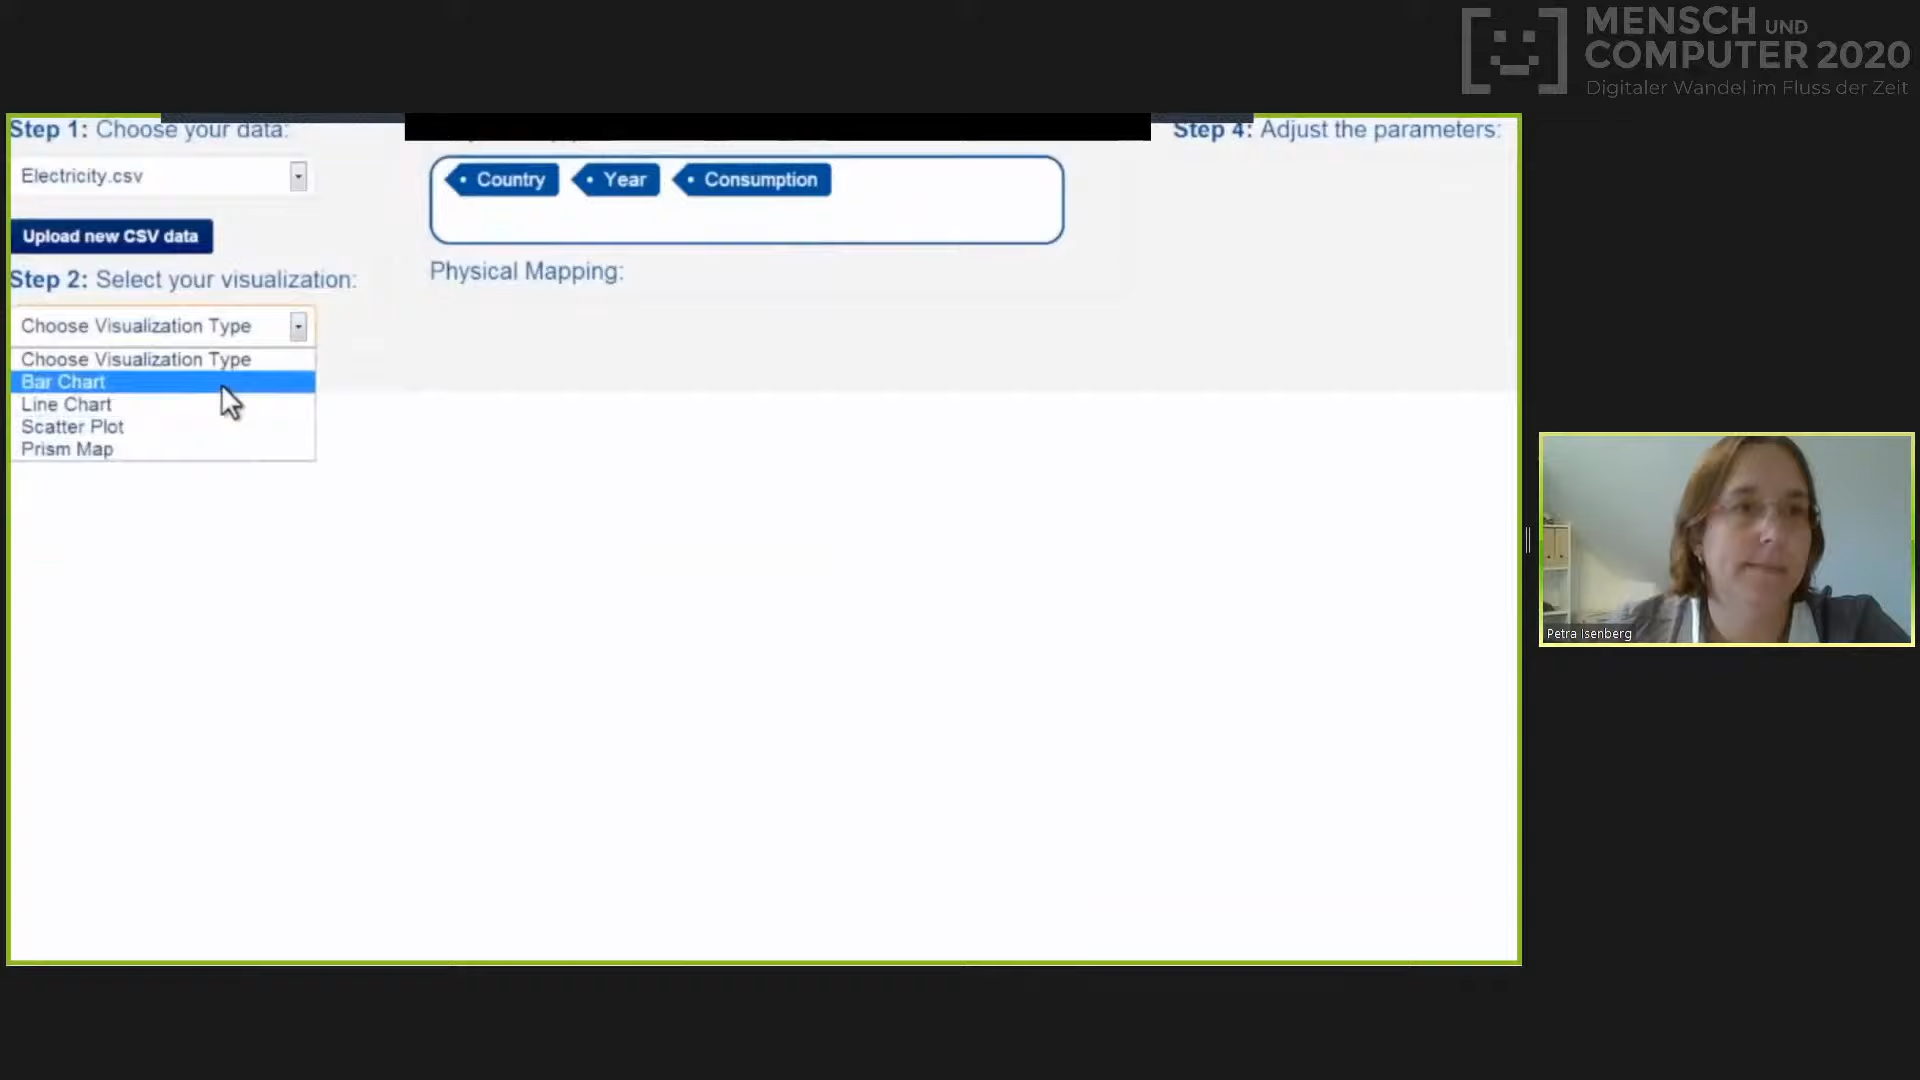 MENSCH UND
COMPUTER 2020
Digitaler Wandel im Fluss der Zeit
Step 1: Choose your data:
Electricity.csv
Upload new CSV data
Step 2: Select your visualization:
Choose Visualization Type
Choose Visualization Type
Bar Chart
Line Chart
Scatter Plot
Prism Map
Country
Year
Consumption
Physical Mapping:
Step 4: Adjust the parameters:
Petra Isenberg